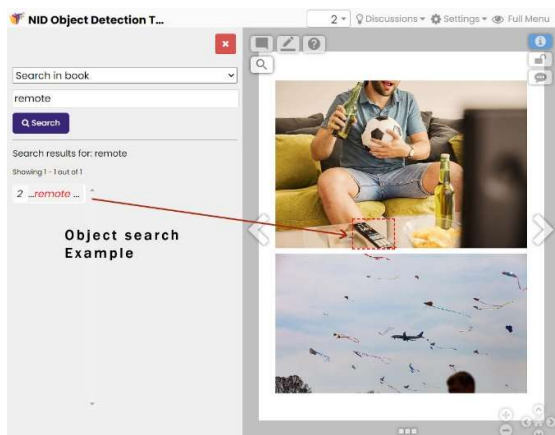 NID Object Detection T...
2 Discussions Settings Full Menu
Search in book
remote
Search
Search results for: remote
Showing 1 - 1 out of 1
2 ...remote ...
Object search
Example